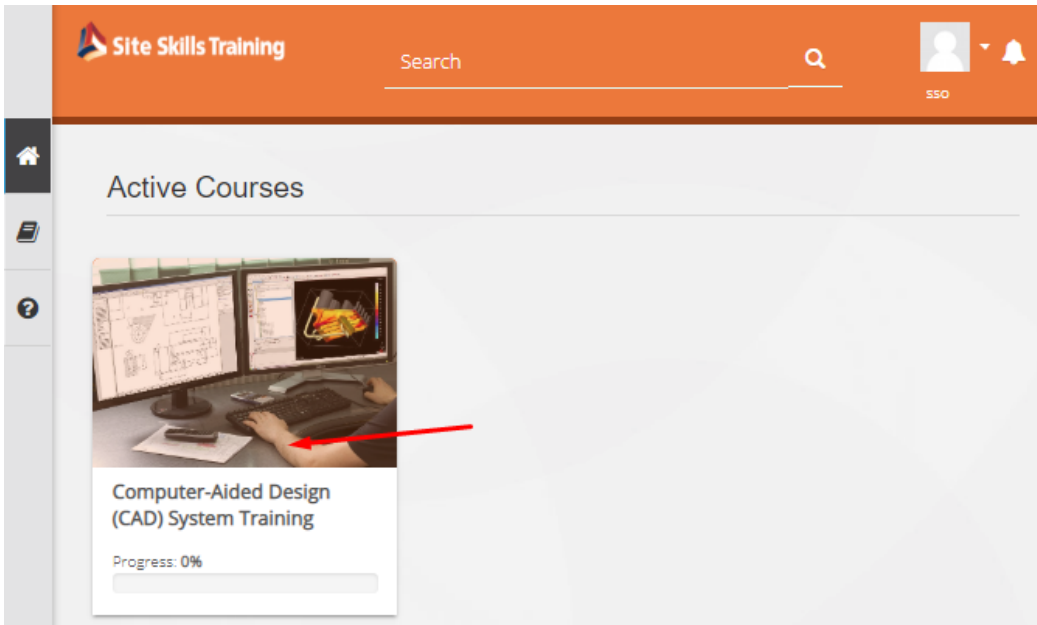 Site Skills Training
Search
sso
Active Courses
Computer-Aided Design
(CAD) System Training
Progress: 0%